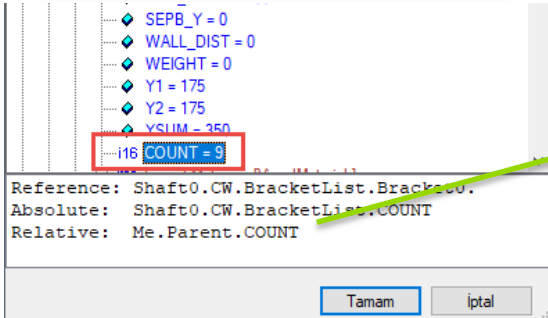 SEPB_Y = 0
WALL_DIST = 0
WEIGHT = 0
Y1 = 175
Y2 = 175
YSUM = 350
i16 COUNT = 9
Reference: Shaft0.CW.BracketList.Bracket0.
Absolute: Shaft0.CW.BracketList.COUNT
Relative: Me.Parent.COUNT
Tamam
İptal